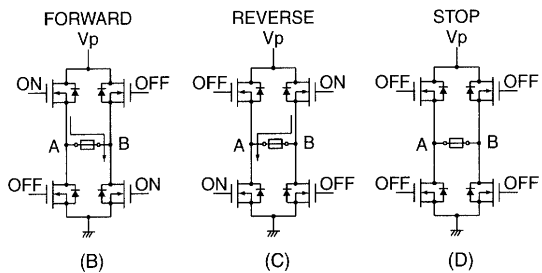 FORWARD REVERSE STOP
Vp Vp Vp
ON OFF OFF ON OFF OFF
A B A B A B
OFF ON ON OFF OFF OFF
(B) (C) (D)